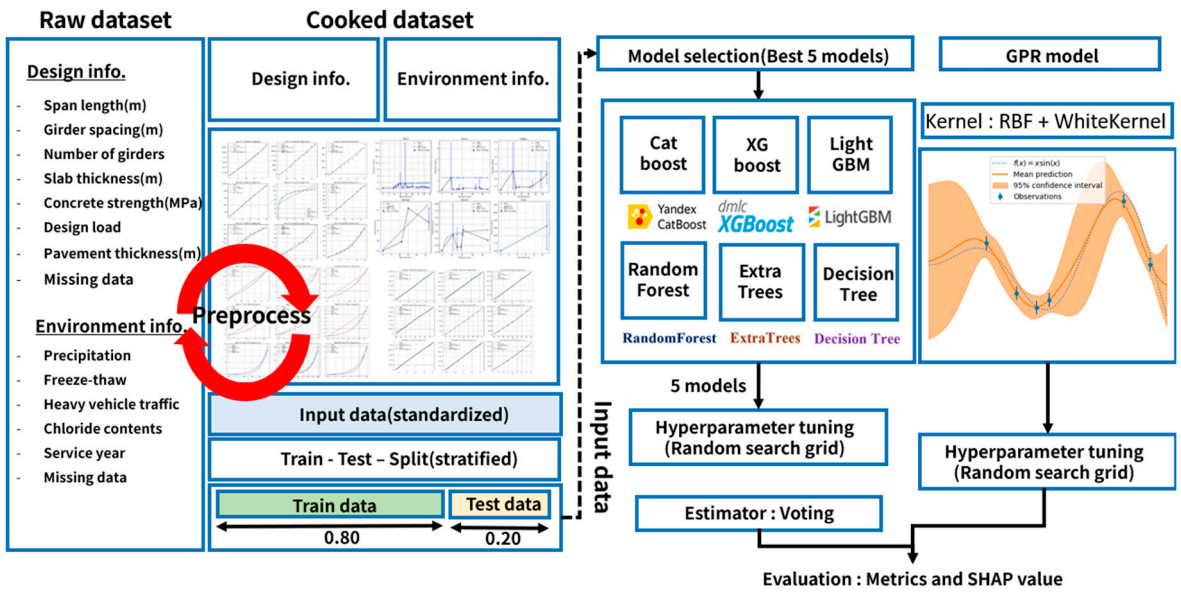 Raw dataset
Design info.
- Span length(m)
- Girder spacing(m)
- Number of girders
- Slab thickness(m)
- Concrete strength(MPa)
- Design load
- Pavement thickness(m)
- Missing data
Environment info.
- Precipitation
- Freeze-thaw
- Heavy vehicle traffic
- Chloride contents
- Service year
- Missing data
Cooked dataset
Design info.
Environment info.
Preprocess
Input data(standardized)
Train - Test – Split(stratified)
Train data
Test data
0.80
0.20
Input data
Model selection(Best 5 models)
Cat
boost
XG
boost
Light
GBM
Yandex
CatBoost
dmlc
XGBoost
LightGBM
Random
Forest
Extra
Trees
Decision
Tree
RandomForest
ExtraTrees
Decision Tree
5 models
Hyperparameter tuning
(Random search grid)
Estimator : Voting
GPR model
Kernel : RBF + WhiteKernel
f(x) = xsin(x)
Mean prediction
95% confidence interval
Observations
Hyperparameter tuning
(Random search grid)
Evaluation : Metrics and SHAP value